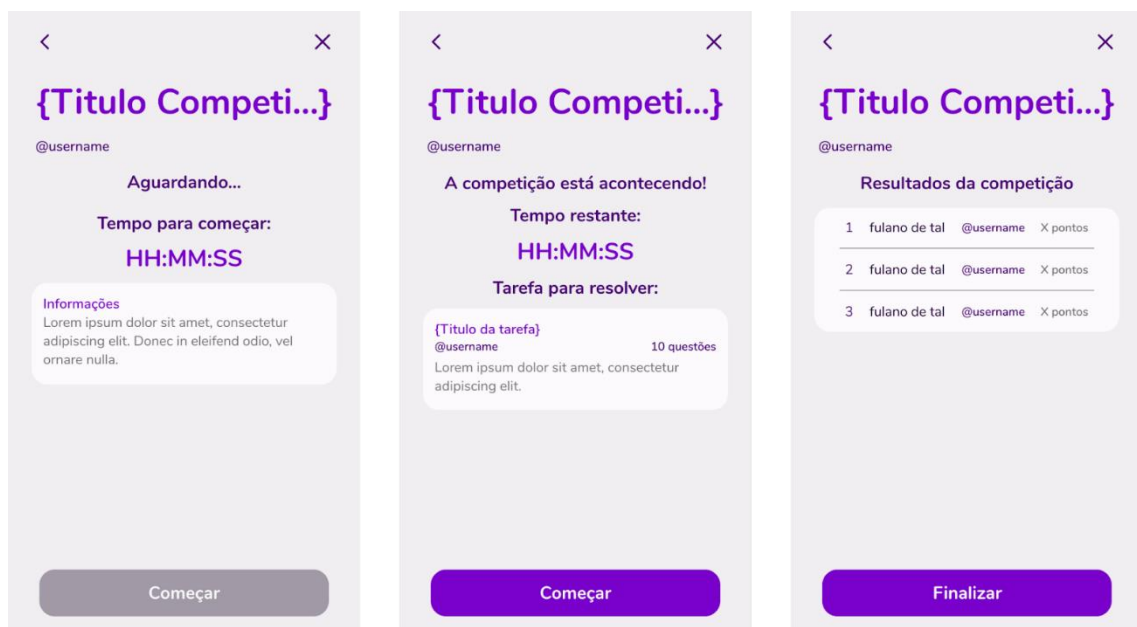 {Titulo Competi...}
@username
Aguardando...
Tempo para começar:
HH:MM:SS
Informações
Lorem ipsum dolor sit amet, consectetur
adipiscing elit. Donec in eleifend odio, vel
ornare nulla.
Começar
{Titulo Competi...}
@username
A competição está acontecendo!
Tempo restante:
HH:MM:SS
Tarefa para resolver:
{Titulo da tarefa}
@username 10 questões
Lorem ipsum dolor sit amet, consectetur
adipiscing elit.
Começar
{Titulo Competi...}
@username
Resultados da competição
1 fulano de tal @username X pontos
2 fulano de tal @username X pontos
3 fulano de tal @username X pontos
Finalizar